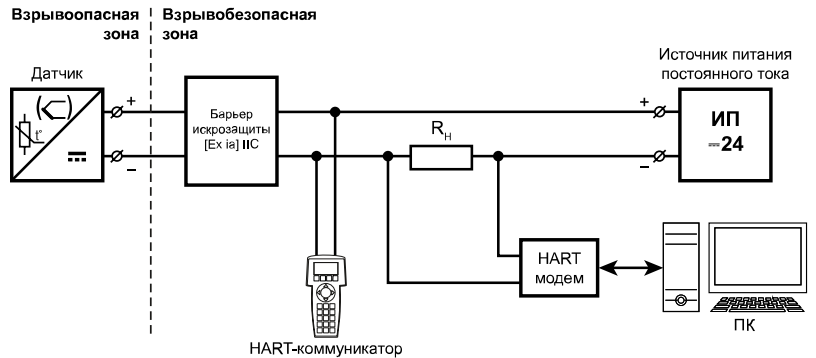 Взрывоопасная
зона
Взрывобезопасная
зона
Датчик
t°
+
−
Барьер
искрозащиты
[Ex ia] IIC
RН
Источник питания
постоянного тока
+
−
ИП
⎓24
HART
модем
HART-коммуникатор
ПК